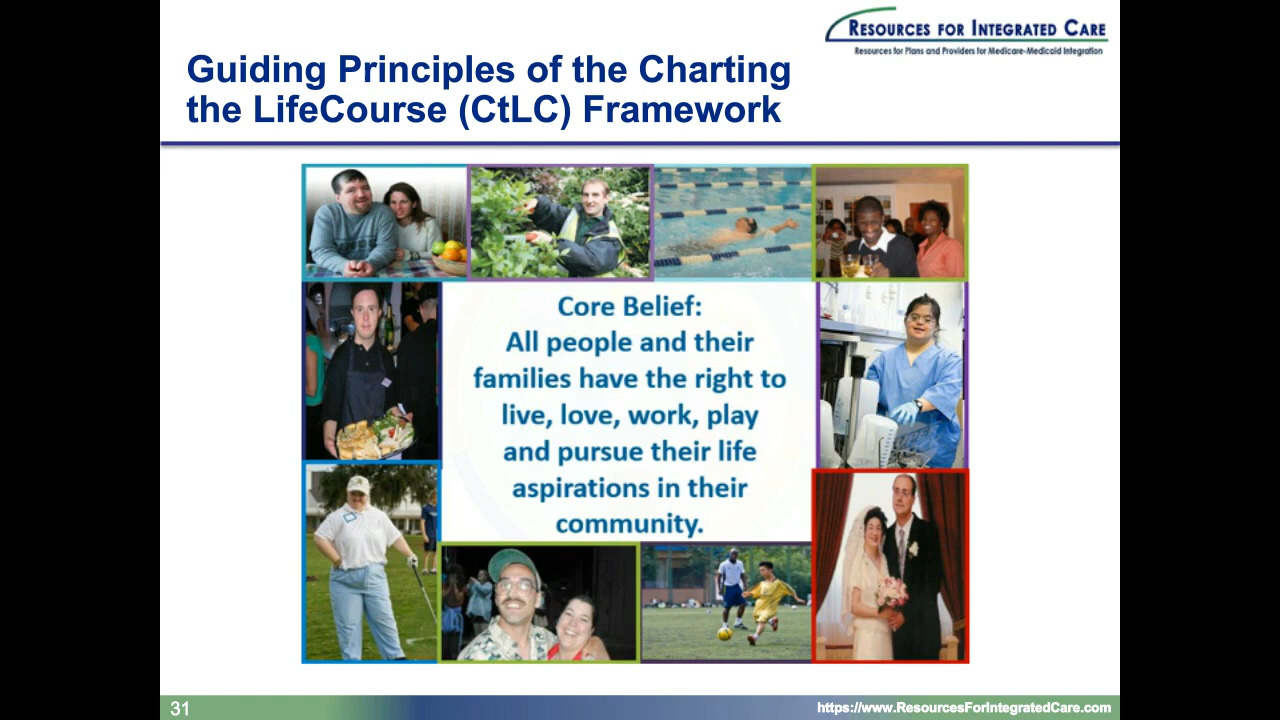 RESOURCES FOR INTEGRATED CARE
Resources for Plans and Providers for Medicare-Medicaid Integration
Guiding Principles of the Charting
the LifeCourse (CtLC) Framework
Core Belief:
All people and their
families have the right to
live, love, work, play
and pursue their life
aspirations in their
community.
31
https://www.ResourcesForIntegratedCare.com